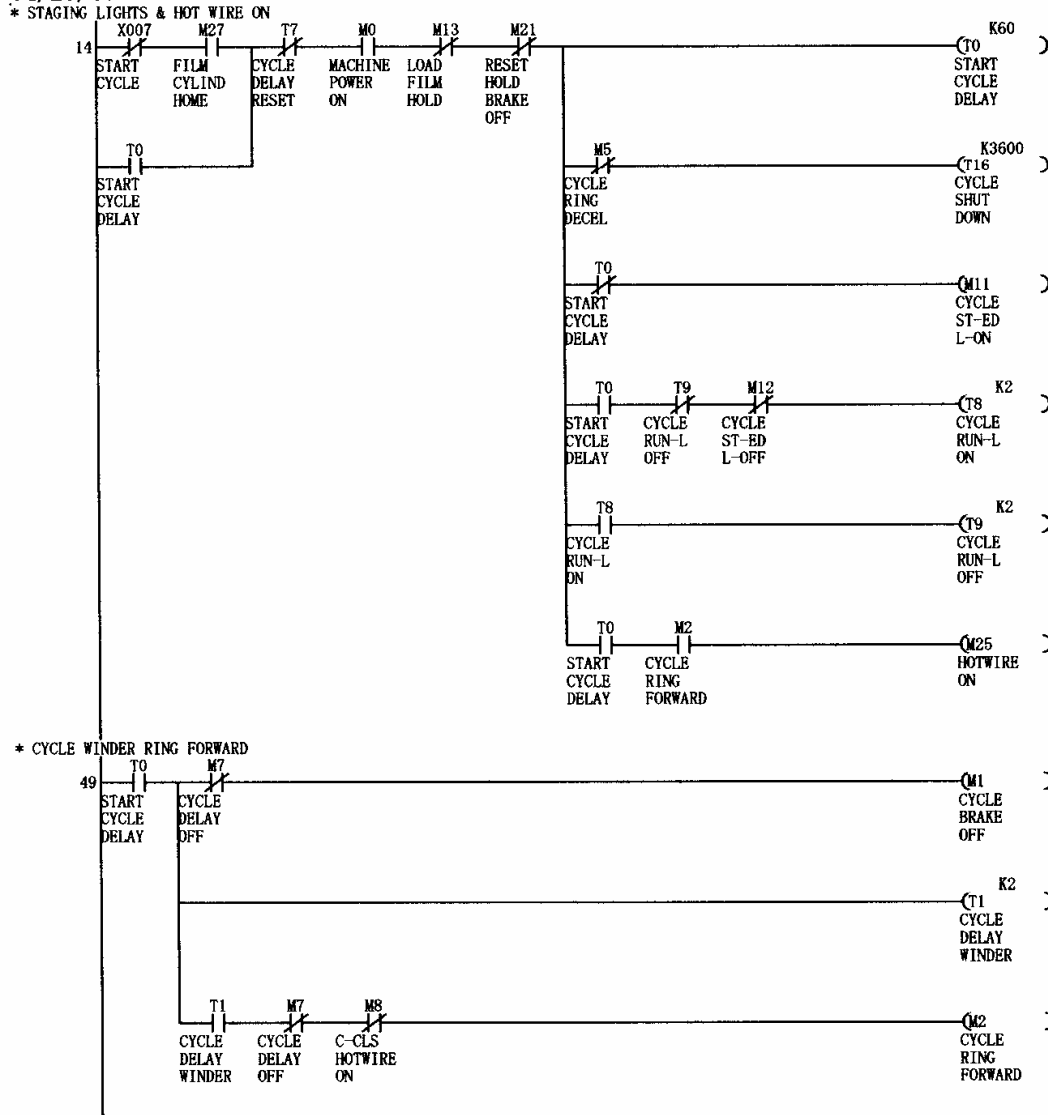 * STAGING LIGHTS & HOT WIRE ON
X007 M27 T7 M0 M13 M21 K60
14 (T0 )
START FILM CYCLE MACHINE LOAD RESET START
CYCLE CYLIND DELAY POWER FILM HOLD CYCLE
HOME RESET ON HOLD BRAKE DELAY
OFF
T0 M5 K3600
(T16 )
START CYCLE CYCLE
CYCLE RING SHUT
DELAY DECEL DOWN
T0
(M11 )
START CYCLE
CYCLE ST-ED
DELAY L-ON
T0 T9 M12 K2
(T8 )
START CYCLE CYCLE CYCLE
CYCLE RUN-L ST-ED RUN-L
DELAY OFF L-OFF ON
T8 K2
(T9 )
CYCLE CYCLE
RUN-L RUN-L
ON OFF
T0 M2
(M25 )
START CYCLE HOTWIRE
CYCLE RING ON
DELAY FORWARD
* CYCLE WINDER RING FORWARD
T0 M7
49 (M1 )
START CYCLE CYCLE
CYCLE DELAY BRAKE
DELAY OFF OFF
K2
(T1 )
CYCLE
DELAY
WINDER
T1 M7 M8
(M2 )
CYCLE CYCLE C-CLS CYCLE
DELAY DELAY HOTWIRE RING
WINDER OFF ON FORWARD